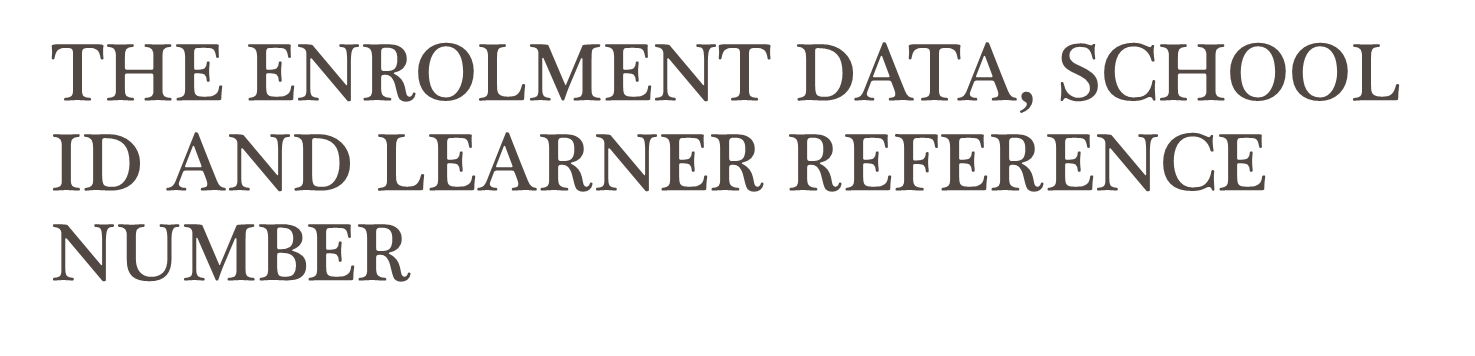 THE ENROLMENT DATA, SCHOOL
ID AND LEARNER REFERENCE
NUMBER